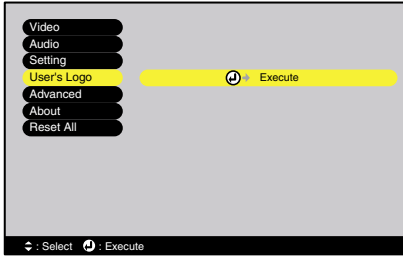 Video
Audio
Setting
User's Logo
Execute
Advanced
About
Reset All
: Select : Execute